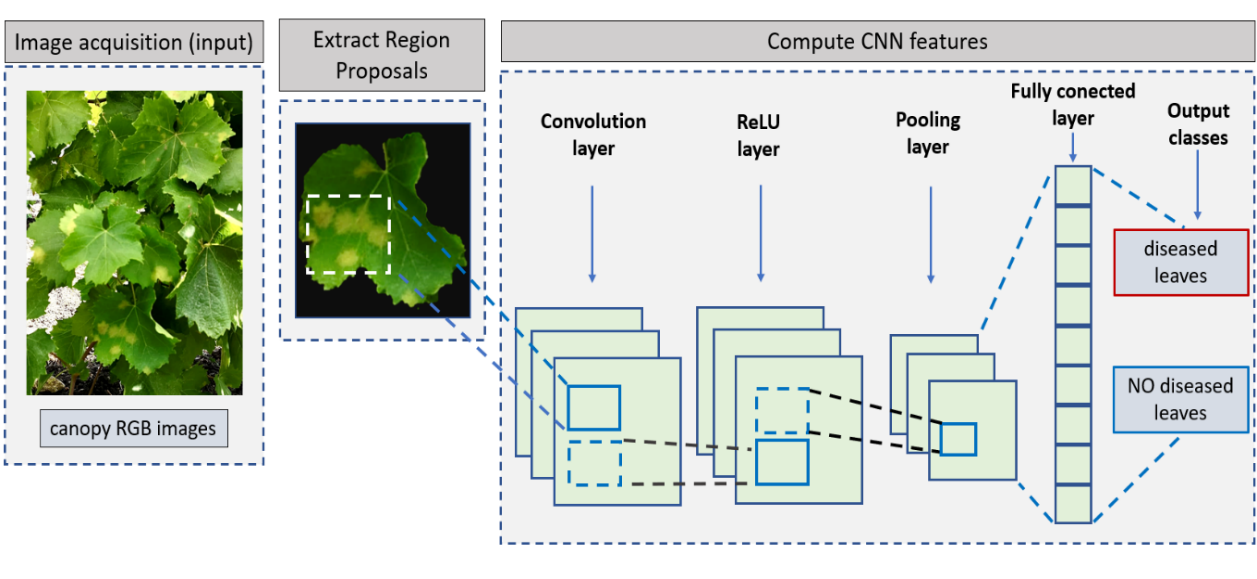 Image acquisition (input)
canopy RGB images
Extract Region
Proposals
Compute CNN features
Convolution
layer
ReLU
layer
Pooling
layer
Fully conected
layer
Output
classes
diseased
leaves
NO diseased
leaves